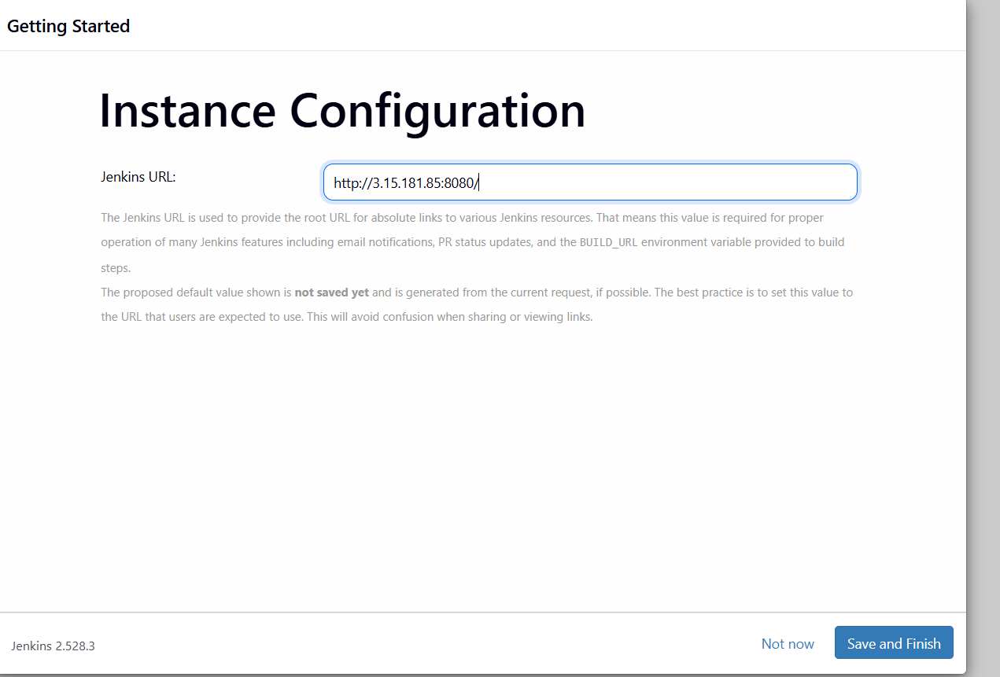 Getting Started
Instance Configuration
Jenkins URL:
http://3.15.181.85:8080/
The Jenkins URL is used to provide the root URL for absolute links to various Jenkins resources. That means this value is required for proper
operation of many Jenkins features including email notifications, PR status updates, and the BUILD_URL environment variable provided to build
steps.
The proposed default value shown is not saved yet and is generated from the current request, if possible. The best practice is to set this value to
the URL that users are expected to use. This will avoid confusion when sharing or viewing links.
Jenkins 2.528.3
Not now
Save and Finish